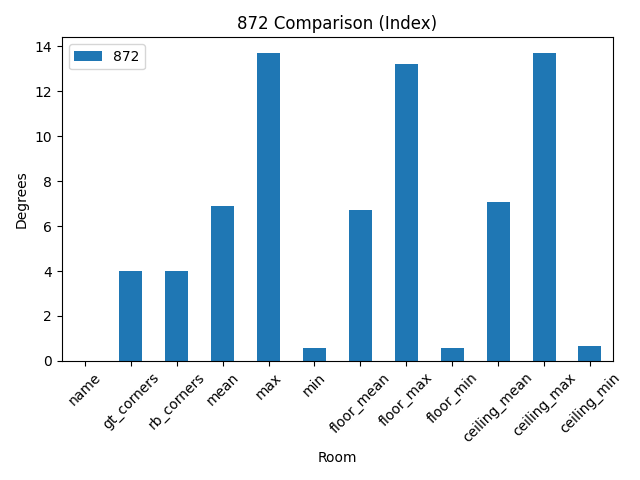 872 Comparison (Index)
872
Degrees
14
12
10
8
6
4
2
0
name
gt_corners
rb_corners
mean
max
min
floor_mean
floor_max
floor_min
ceiling_mean
ceiling_max
ceiling_min
Room